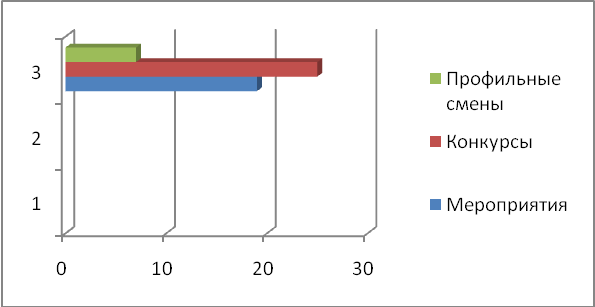 3
2
1
0 10 20 30
Профильные
смены
Конкурсы
Мероприятия